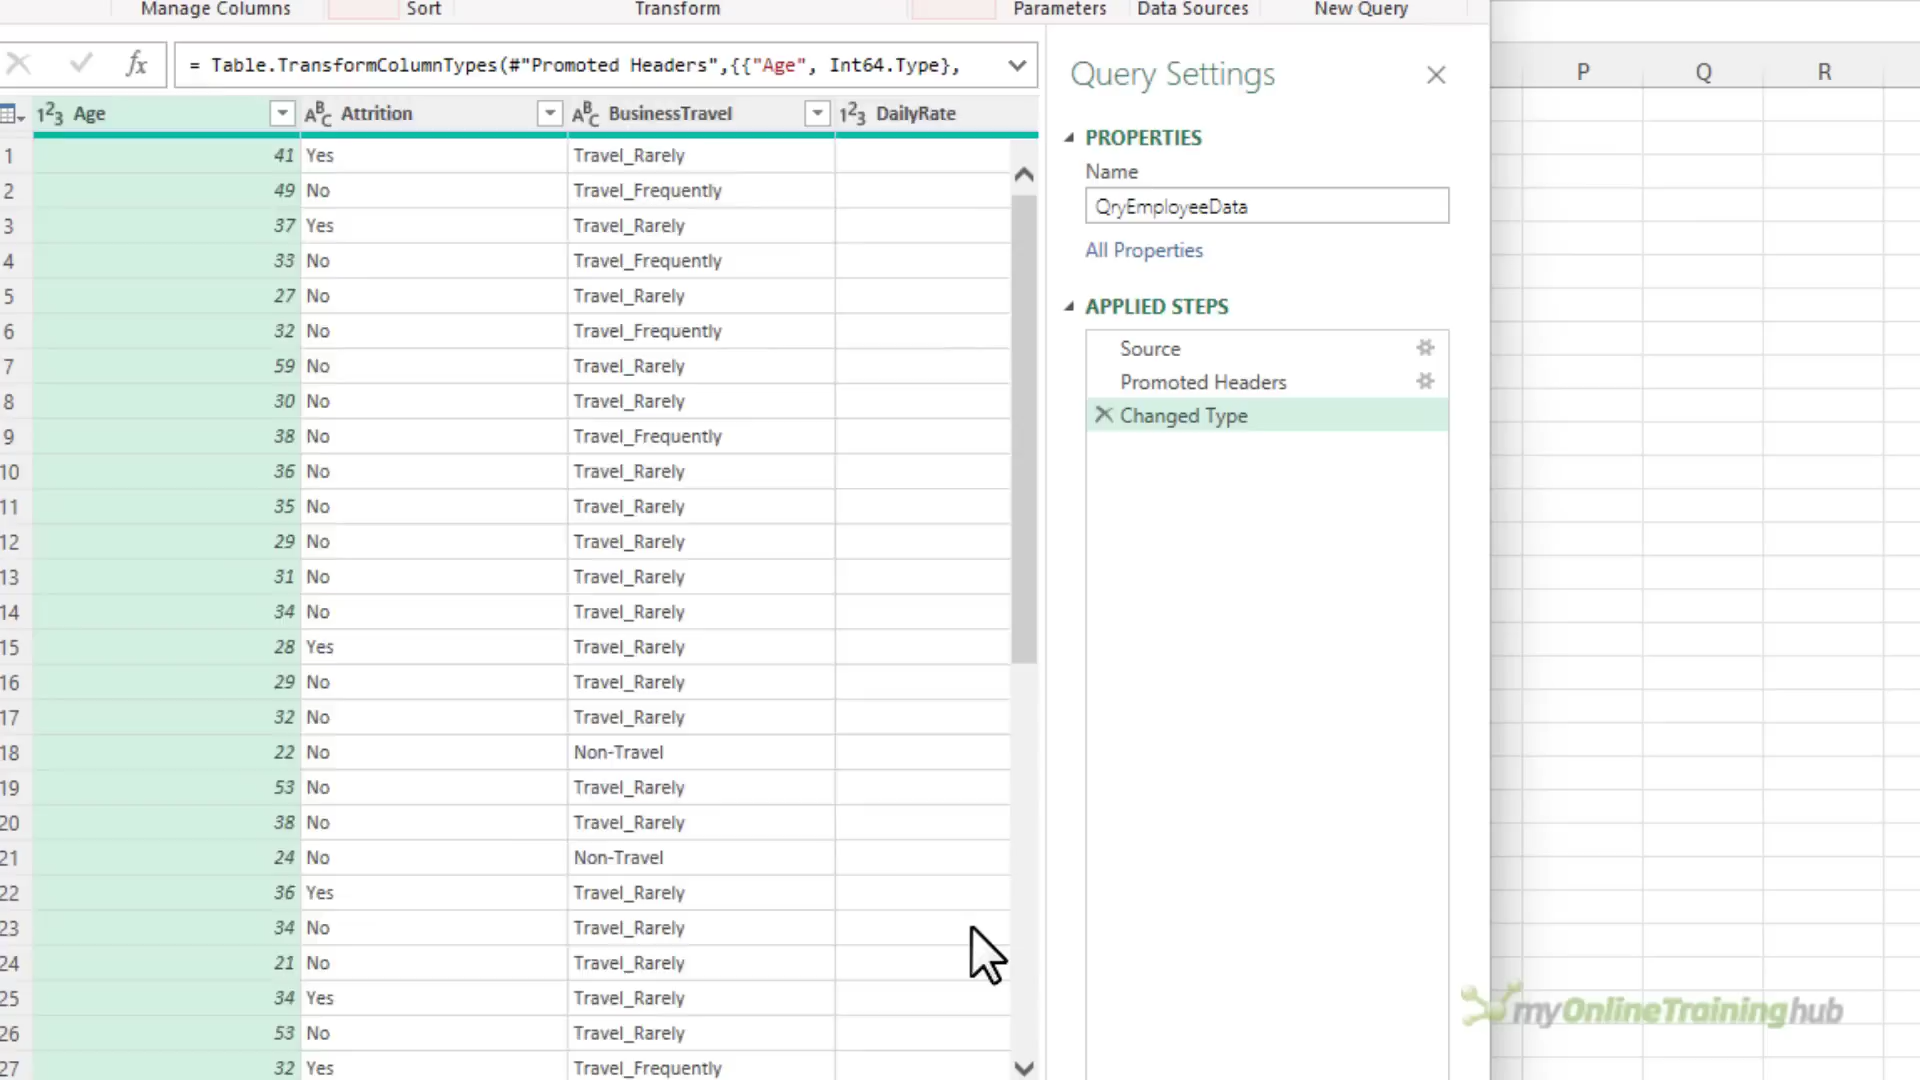 Manage Columns Sort Transform Parameters Data Sources New Query
fx = Table.TransformColumnTypes(#"Promoted Headers",{{"Age", Int64.Type},
P Q R
123 Age ABC Attrition ABC BusinessTravel 123 DailyRate
1 41 Yes Travel_Rarely
2 49 No Travel_Frequently
3 37 Yes Travel_Rarely
4 33 No Travel_Frequently
5 27 No Travel_Rarely
6 32 No Travel_Frequently
7 59 No Travel_Rarely
8 30 No Travel_Rarely
9 38 No Travel_Frequently
10 36 No Travel_Rarely
11 35 No Travel_Rarely
12 29 No Travel_Rarely
13 31 No Travel_Rarely
14 34 No Travel_Rarely
15 28 Yes Travel_Rarely
16 29 No Travel_Rarely
17 32 No Travel_Rarely
18 22 No Non-Travel
19 53 No Travel_Rarely
20 38 No Travel_Rarely
21 24 No Non-Travel
22 36 Yes Travel_Rarely
23 34 No Travel_Rarely
24 21 No Travel_Rarely
25 34 Yes Travel_Rarely
26 53 No Travel_Rarely
27 32 Yes Travel_Frequently
Query Settings
PROPERTIES
Name
QryEmployeeData
All Properties
APPLIED STEPS
Source
Promoted Headers
Changed Type
myOnlineTraininghub